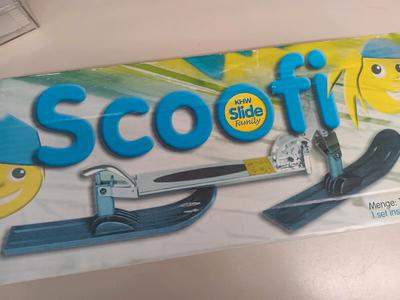 Scoofi
KHW
Slide
Family
Menge:
1 set ins